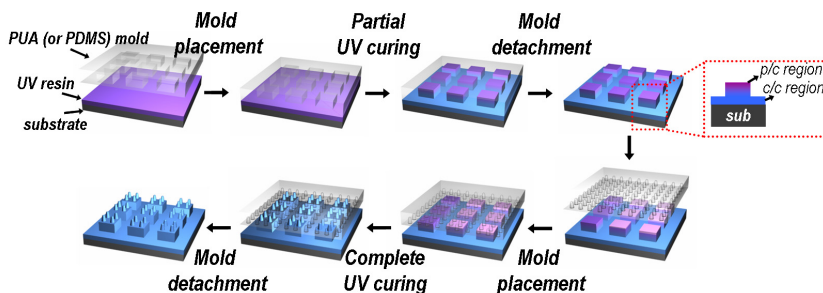 Mold
placement
Partial
UV curing
Mold
detachment
PUA (or PDMS) mold
UV resin
substrate
p/c region
c/c region
sub
Mold
detachment
Complete
UV curing
Mold
placement